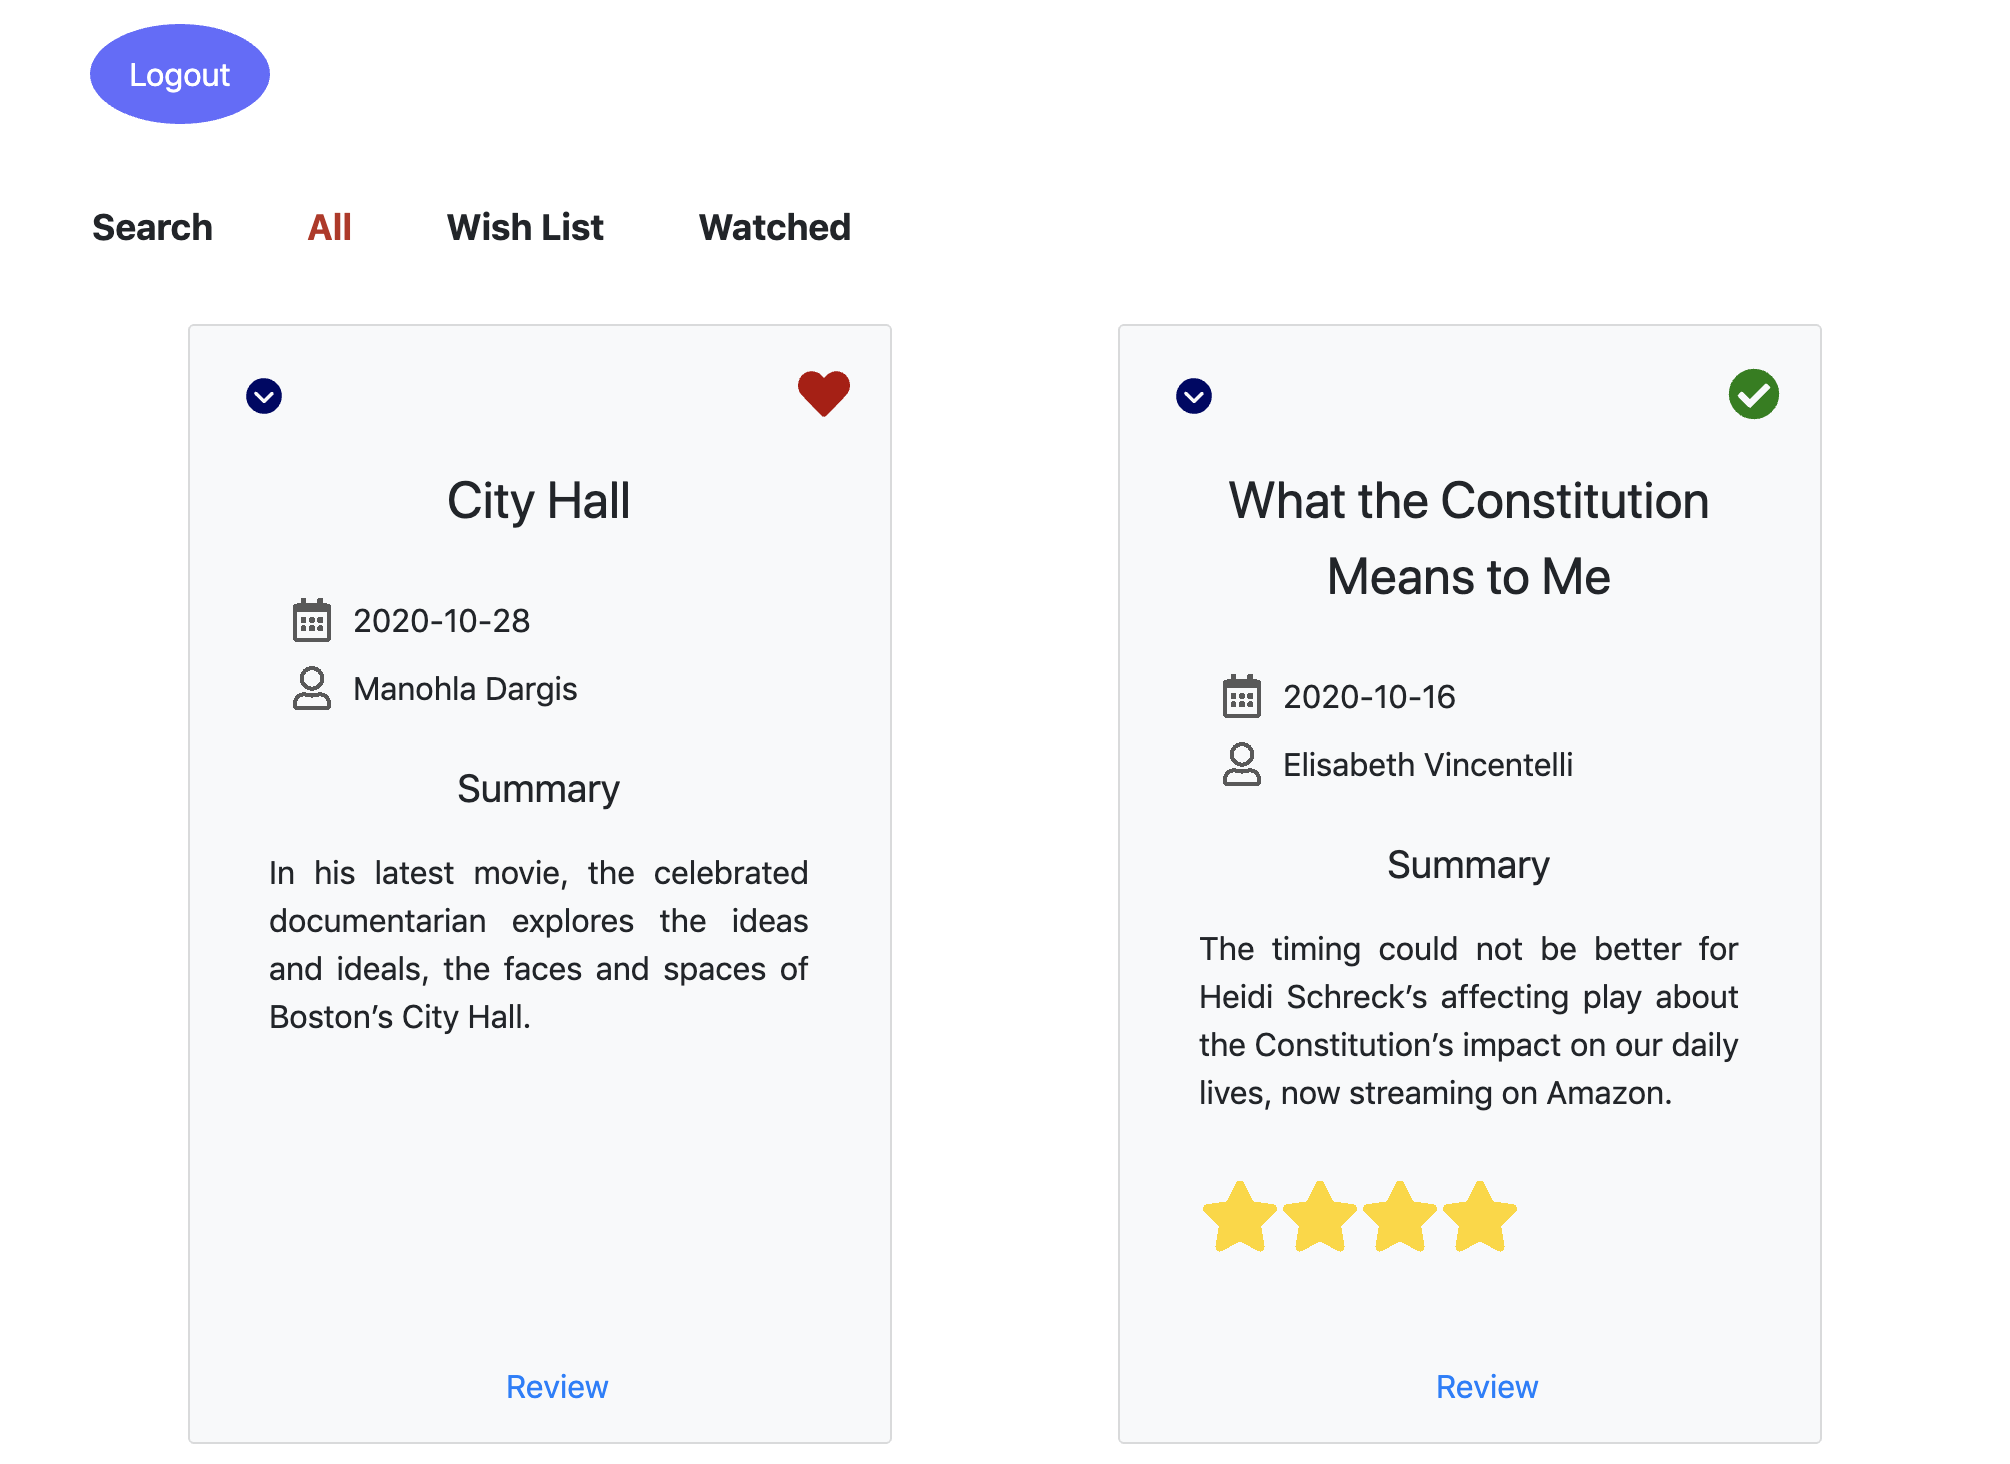 Logout
Search All Wish List Watched
City Hall
2020-10-28
Manohla Dargis
Summary
In his latest movie, the celebrated
documentarian explores the ideas
and ideals, the faces and spaces of
Boston’s City Hall.
Review
What the Constitution
Means to Me
2020-10-16
Elisabeth Vincentelli
Summary
The timing could not be better for
Heidi Schreck’s affecting play about
the Constitution’s impact on our daily
lives, now streaming on Amazon.
Review